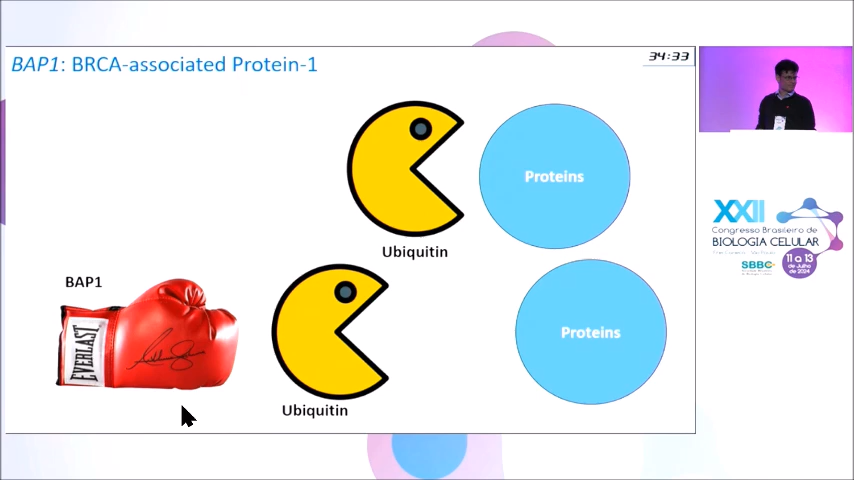 BAP1: BRCA-associated Protein-1
34:33
Proteins
Ubiquitin
Proteins
BAP1
EVERLAST
Ubiquitin
XXII
Congresso Brasileiro de
BIOLOGIA CELULAR
SBBC
11 a 13
de Julho
de 2024